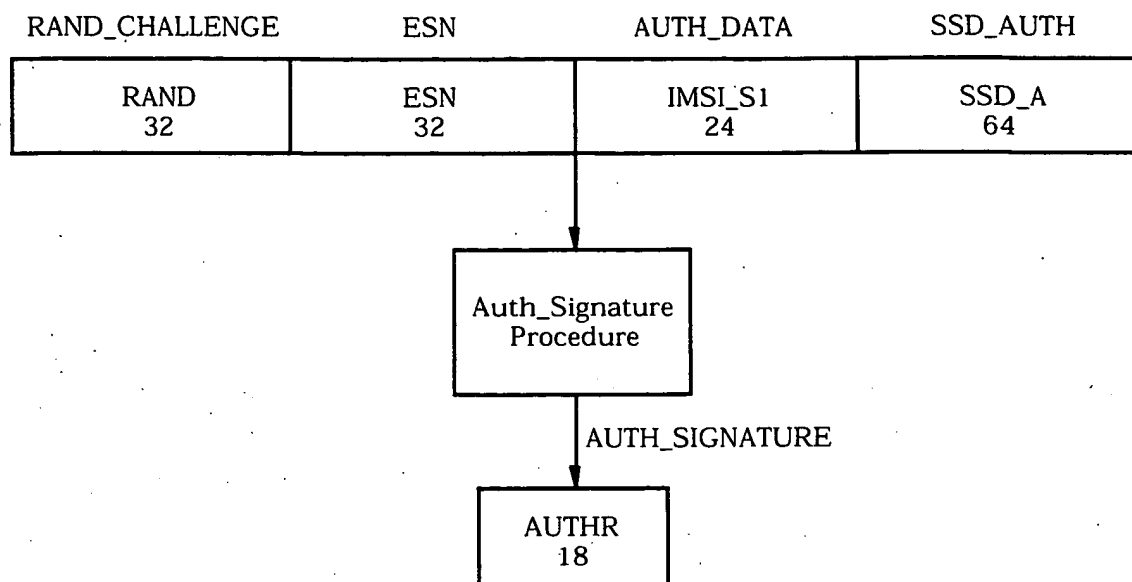 RAND_CHALLENGE ESN AUTH_DATA SSD_AUTH
RAND ESN IMSI_S1 SSD_A
32 32 24 64
Auth_Signature
Procedure
AUTH_SIGNATURE
AUTHR
18